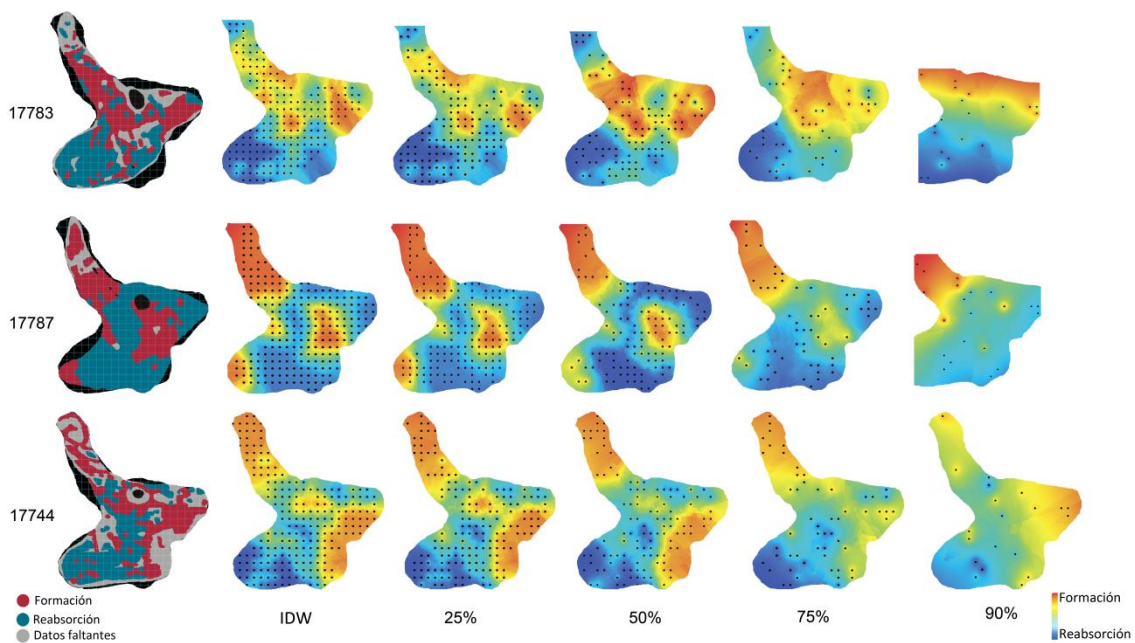 17783
17787
17744
Formación
Reabsorción
Datos faltantes
IDW
25%
50%
75%
90%
Formación
Reabsorción